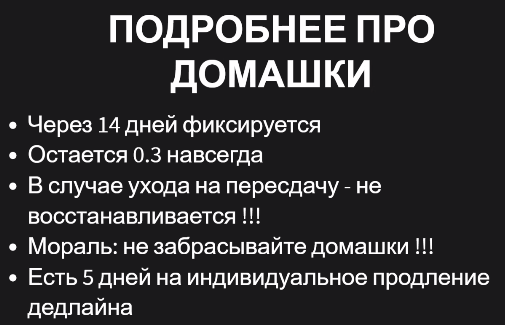 ПОДРОБНЕЕ ПРО
ДОМАШКИ
• Через 14 дней фиксируется
• Остается 0.3 навсегда
• В случае ухода на пересдачу - не
восстанавливается !!!
• Мораль: не забрасывайте домашки !!!
• Есть 5 дней на индивидуальное продление
дедлайна